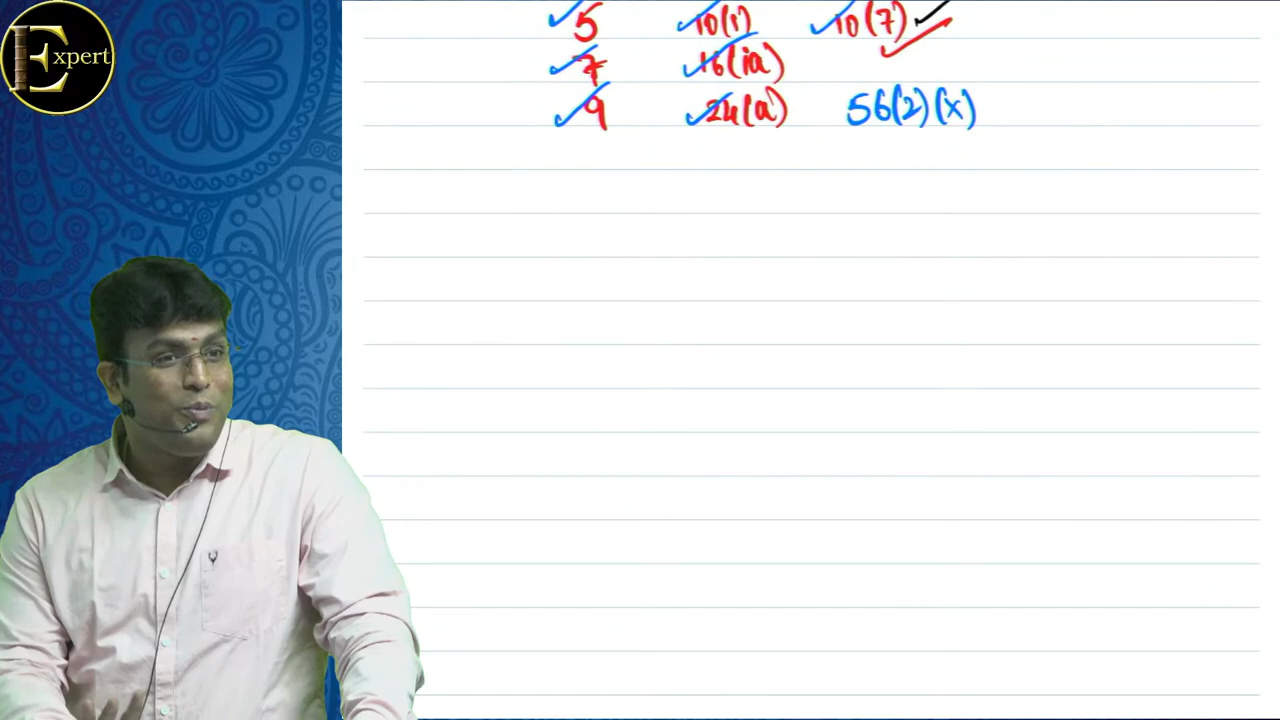 Expert
5 10(i) 10(7)
7 16(ia)
9 24(a) 56(2)(x)